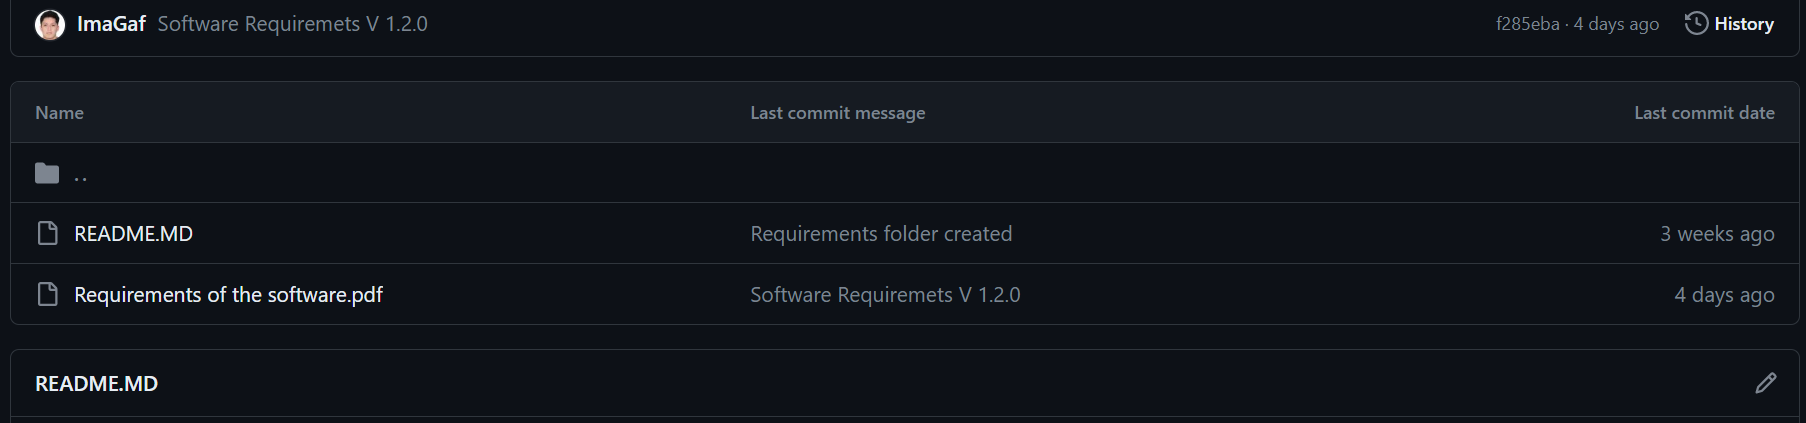 ImaGaf Software Requiremets V 1.2.0 f285eba · 4 days ago History
Name Last commit message Last commit date
..
README.MD Requirements folder created 3 weeks ago
Requirements of the software.pdf Software Requiremets V 1.2.0 4 days ago
README.MD